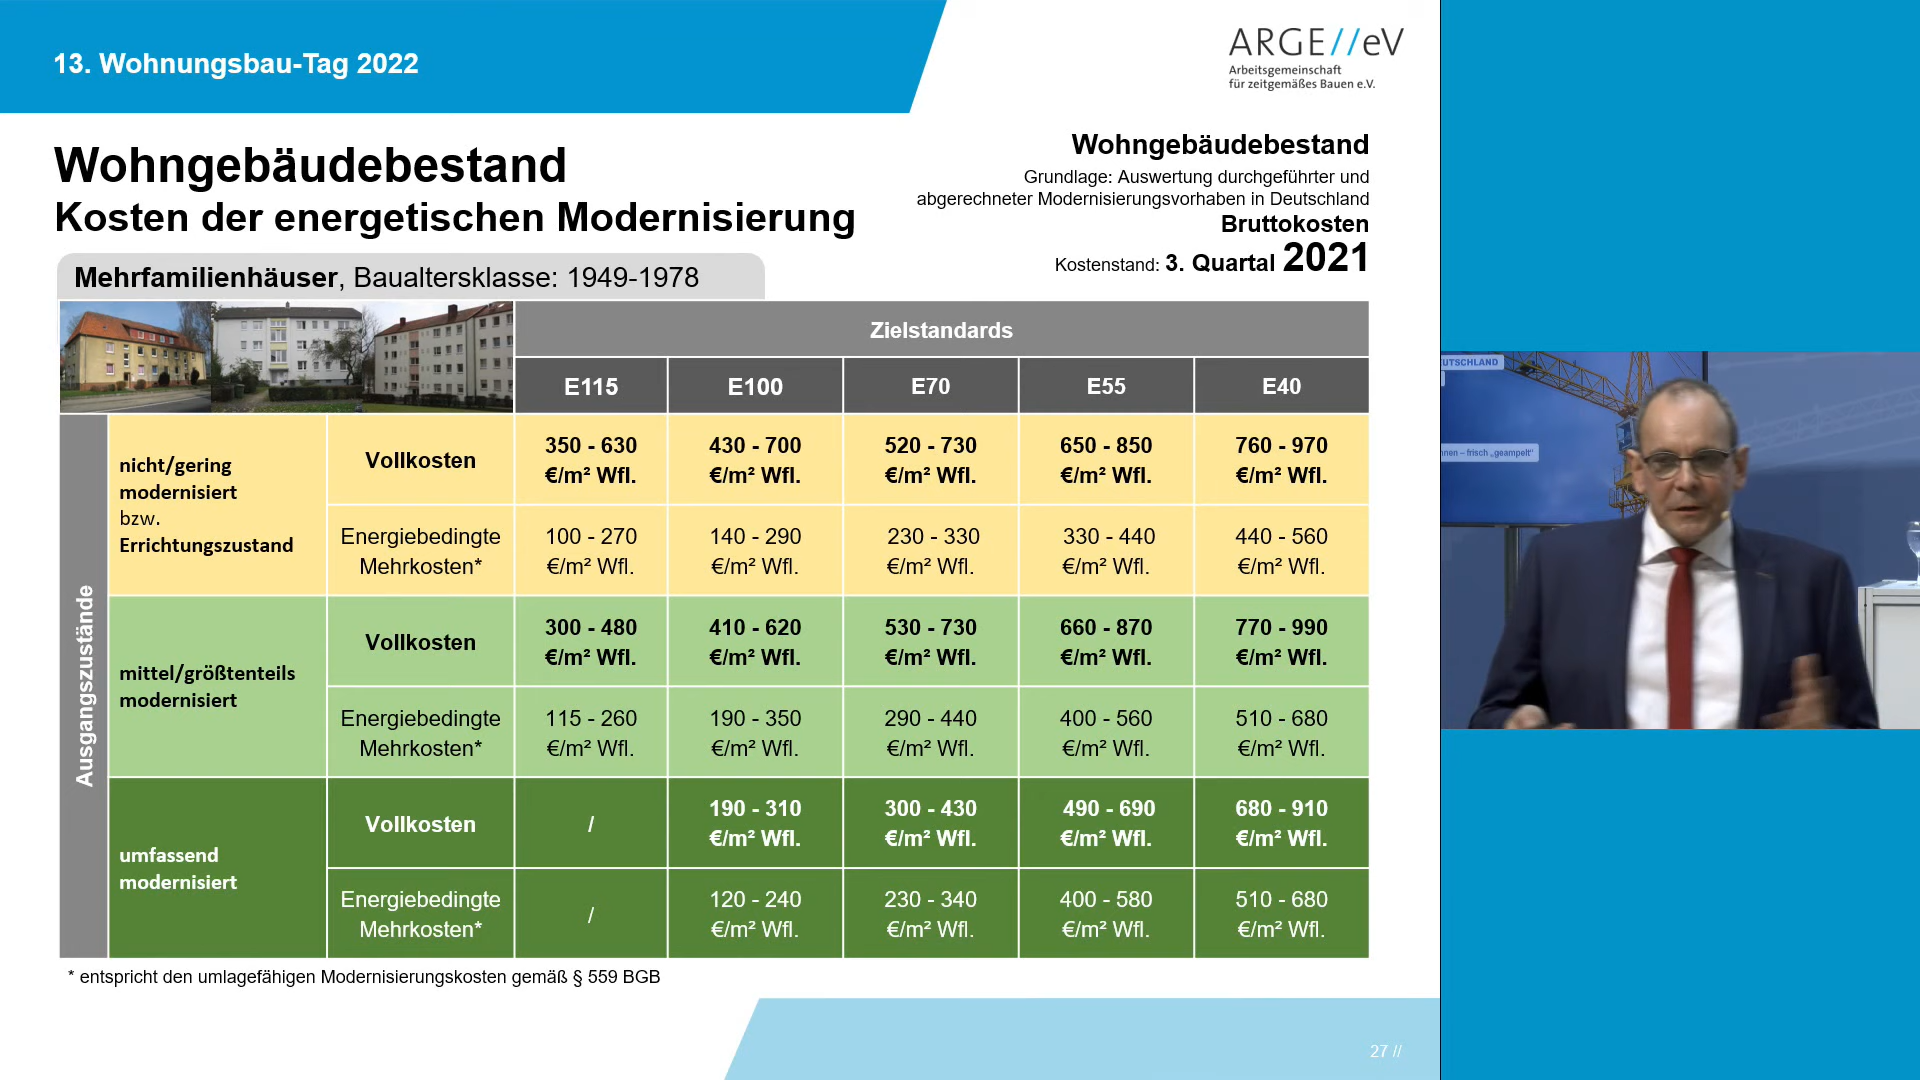 13. Wohnungsbau-Tag 2022
ARGE//eV
Arbeitsgemeinschaft
für zeitgemäßes Bauen e.V.
Wohngebäudebestand
Kosten der energetischen Modernisierung
Wohngebäudebestand
Grundlage: Auswertung durchgeführter und
abgerechneter Modernisierungsvorhaben in Deutschland
Bruttokosten
Kostenstand: 3. Quartal 2021
Mehrfamilienhäuser, Baualtersklasse: 1949-1978
Zielstandards
E115 E100 E70 E55 E40
Ausgangszustände
nicht/gering
modernisiert
bzw.
Errichtungszustand
Vollkosten
350 - 630 430 - 700 520 - 730 650 - 850 760 - 970
€/m² Wfl. €/m² Wfl. €/m² Wfl. €/m² Wfl. €/m² Wfl.
Energiebedingte
Mehrkosten*
100 - 270 140 - 290 230 - 330 330 - 440 440 - 560
€/m² Wfl. €/m² Wfl. €/m² Wfl. €/m² Wfl. €/m² Wfl.
mittel/größtenteils
modernisiert
Vollkosten
300 - 480 410 - 620 530 - 730 660 - 870 770 - 990
€/m² Wfl. €/m² Wfl. €/m² Wfl. €/m² Wfl. €/m² Wfl.
Energiebedingte
Mehrkosten*
115 - 260 190 - 350 290 - 440 400 - 560 510 - 680
€/m² Wfl. €/m² Wfl. €/m² Wfl. €/m² Wfl. €/m² Wfl.
umfassend
modernisiert
Vollkosten
/ 190 - 310 300 - 430 490 - 690 680 - 910
€/m² Wfl. €/m² Wfl. €/m² Wfl. €/m² Wfl.
Energiebedingte
Mehrkosten*
/ 120 - 240 230 - 340 400 - 580 510 - 680
€/m² Wfl. €/m² Wfl. €/m² Wfl. €/m² Wfl.
* entspricht den umlagefähigen Modernisierungskosten gemäß § 559 BGB
27 //
UTSCHLAND
nen – frisch „geampelt“